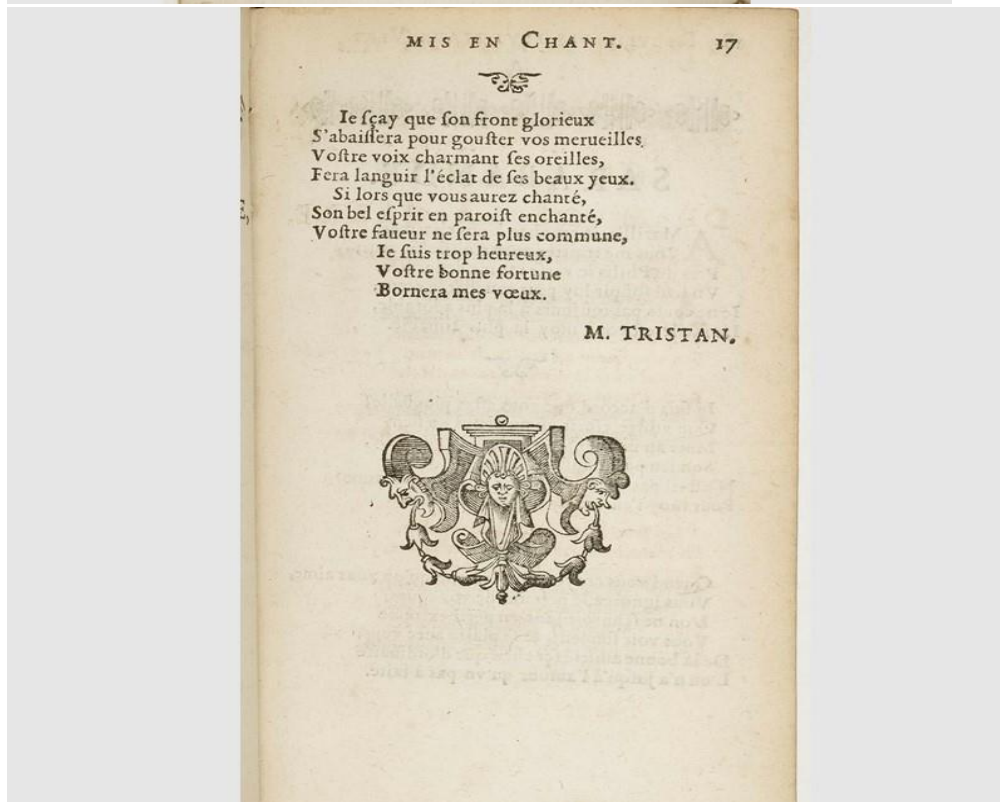 MIS EN CHANT. 17
Ie sçay que ſon front glorieux
S'abaiſſera pour gouſter vos merueilles,
Voſtre voix charmant ſes oreilles,
Fera languir l'éclat de ſes beaux yeux.
Si lors que vous aurez chanté,
Son bel eſprit en paroiſt enchanté,
Voſtre faueur ne ſera plus commune,
Ie ſuis trop heureux,
Voſtre bonne fortune
Bornera mes vœux.
M. TRISTAN.